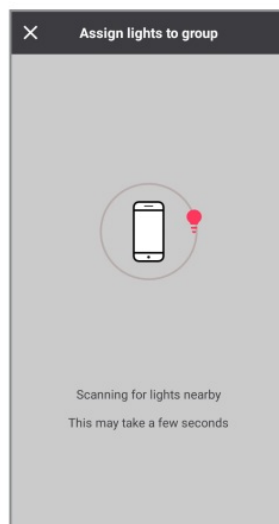 Assign lights to group
Scanning for lights nearby
This may take a few seconds